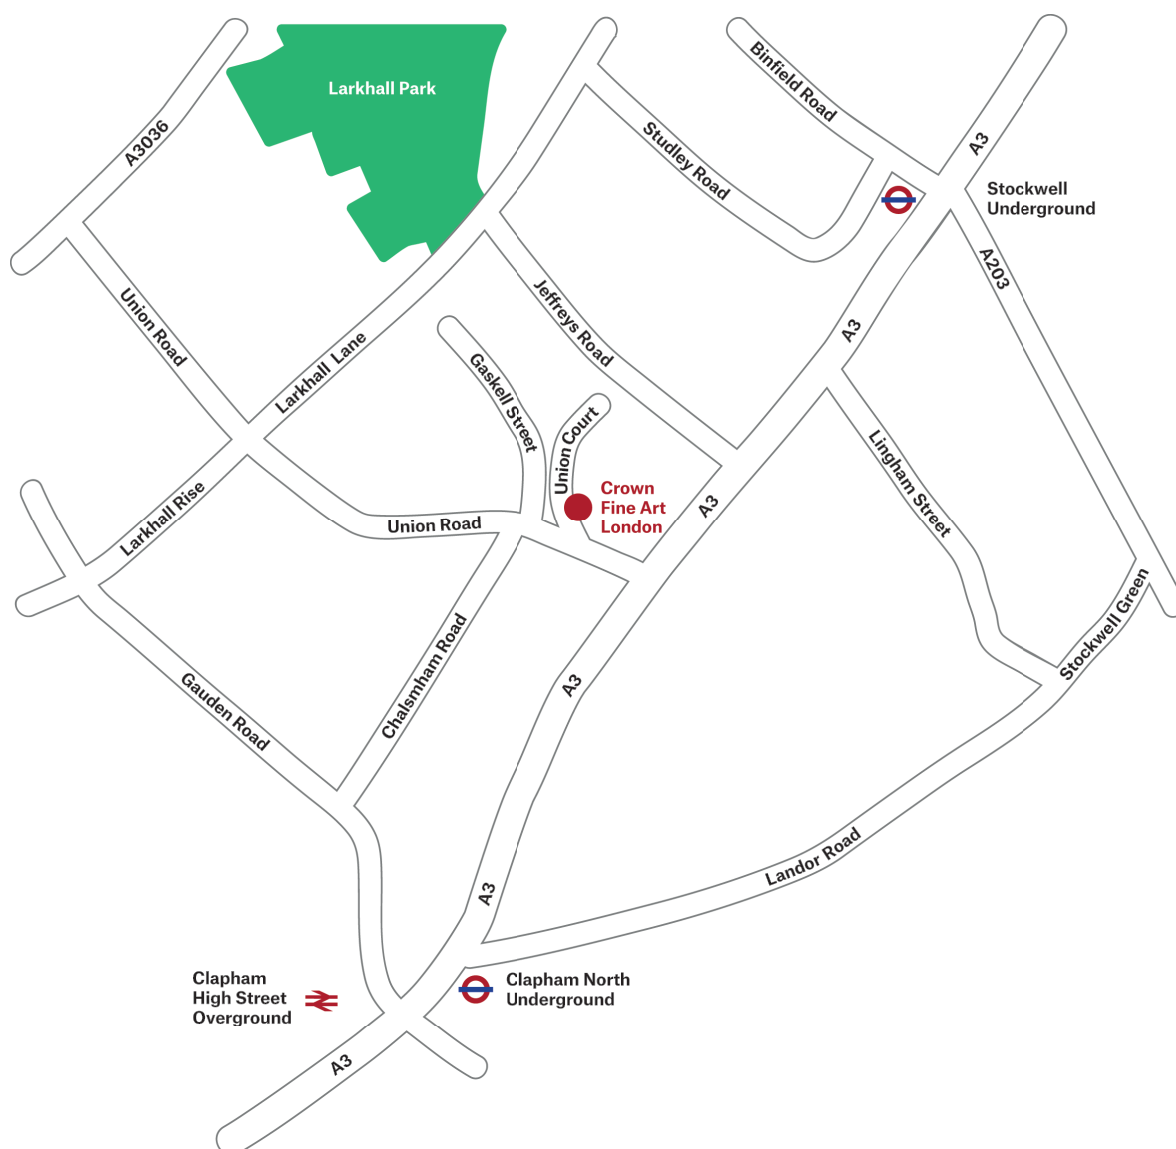 Larkhall Park
A3036
Binfield Road
A3
Studley Road
Stockwell
Underground
A203
Union Road
Larkhall Lane
Jeffreys Road
A3
Gaskell Street
Union Court
Lingham Street
Crown
Fine Art
London
A3
Larkhall Rise
Union Road
Stockwell Green
Chalsmham Road
A3
Gauden Road
Landor Road
A3
Clapham
High Street
Overground
Clapham North
Underground
A3